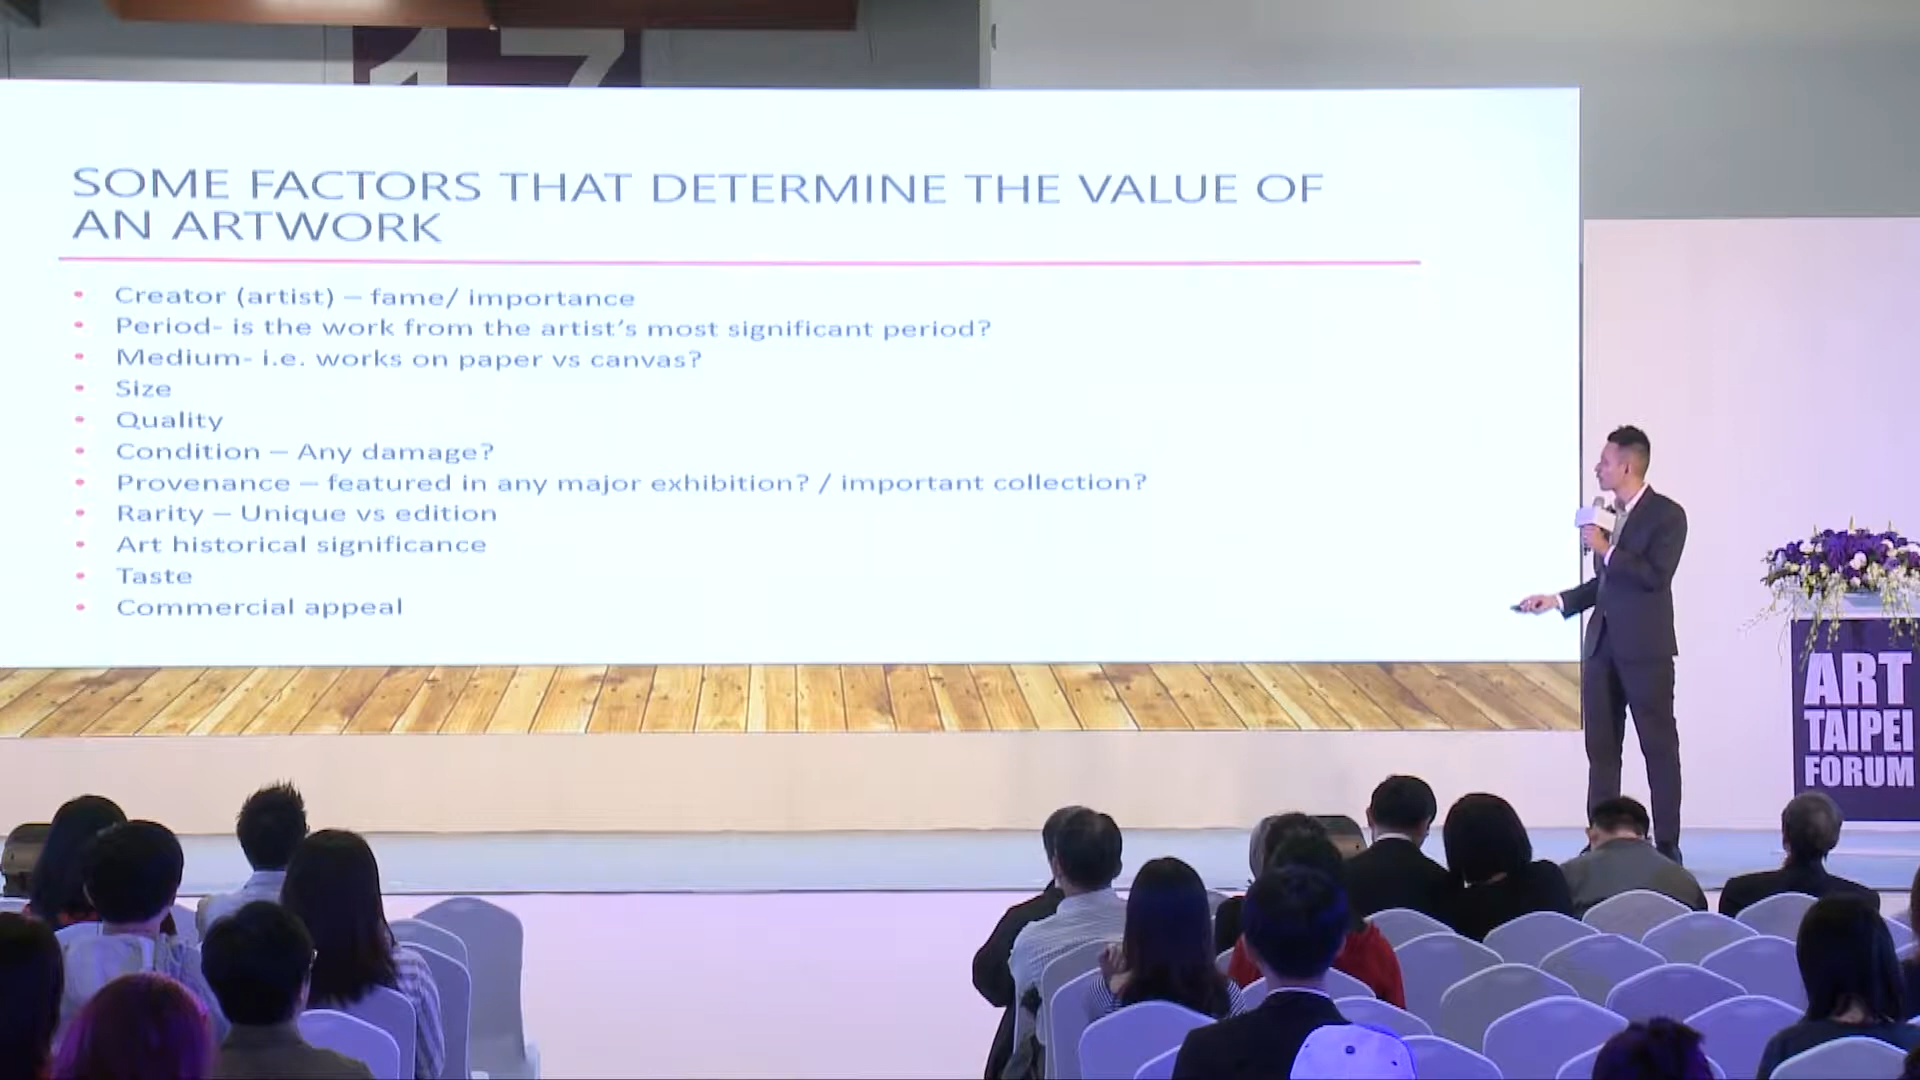 17
SOME FACTORS THAT DETERMINE THE VALUE OF
AN ARTWORK
• Creator (artist) – fame/ importance
• Period- is the work from the artist's most significant period?
• Medium- i.e. works on paper vs canvas?
• Size
• Quality
• Condition – Any damage?
• Provenance – featured in any major exhibition? / important collection?
• Rarity – Unique vs edition
• Art historical significance
• Taste
• Commercial appeal
ART
TAIPEI
FORUM